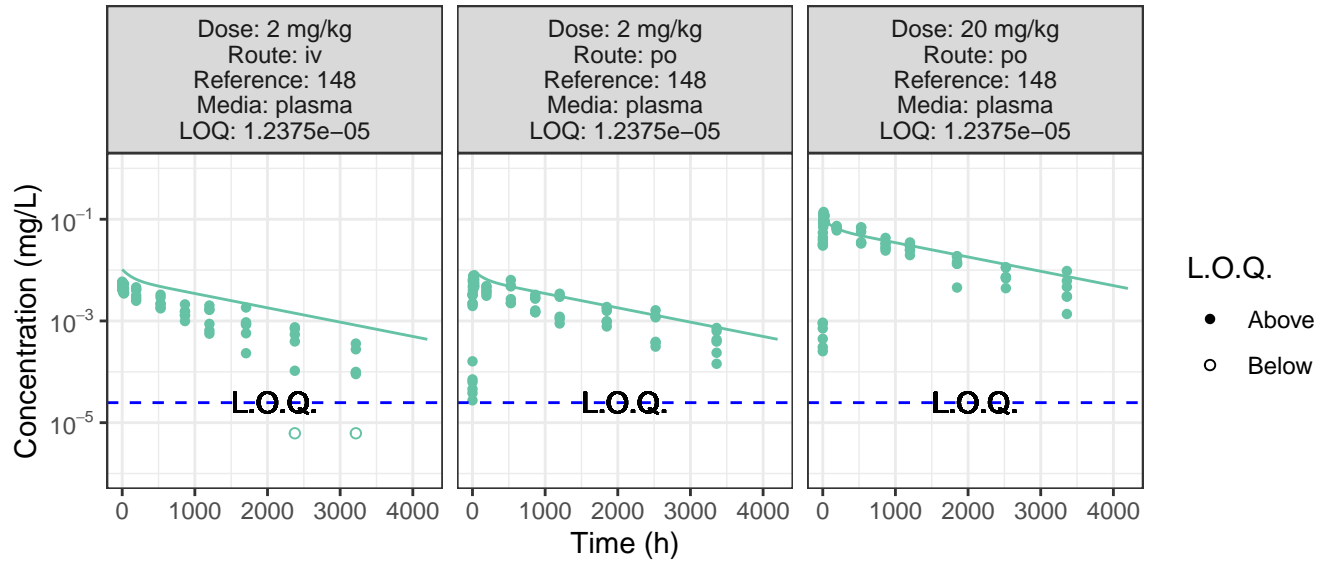 Dose: 2 mg/kg
Route: iv
Reference: 148
Media: plasma
LOQ: 1.2375e−05
Dose: 2 mg/kg
Route: po
Reference: 148
Media: plasma
LOQ: 1.2375e−05
Dose: 20 mg/kg
Route: po
Reference: 148
Media: plasma
LOQ: 1.2375e−05
Concentration (mg/L)
10⁻¹
10⁻³
10⁻⁵
L.O.Q.
L.O.Q.
L.O.Q.
0 1000 2000 3000 4000
0 1000 2000 3000 4000
0 1000 2000 3000 4000
Time (h)
L.O.Q.
Above
Below